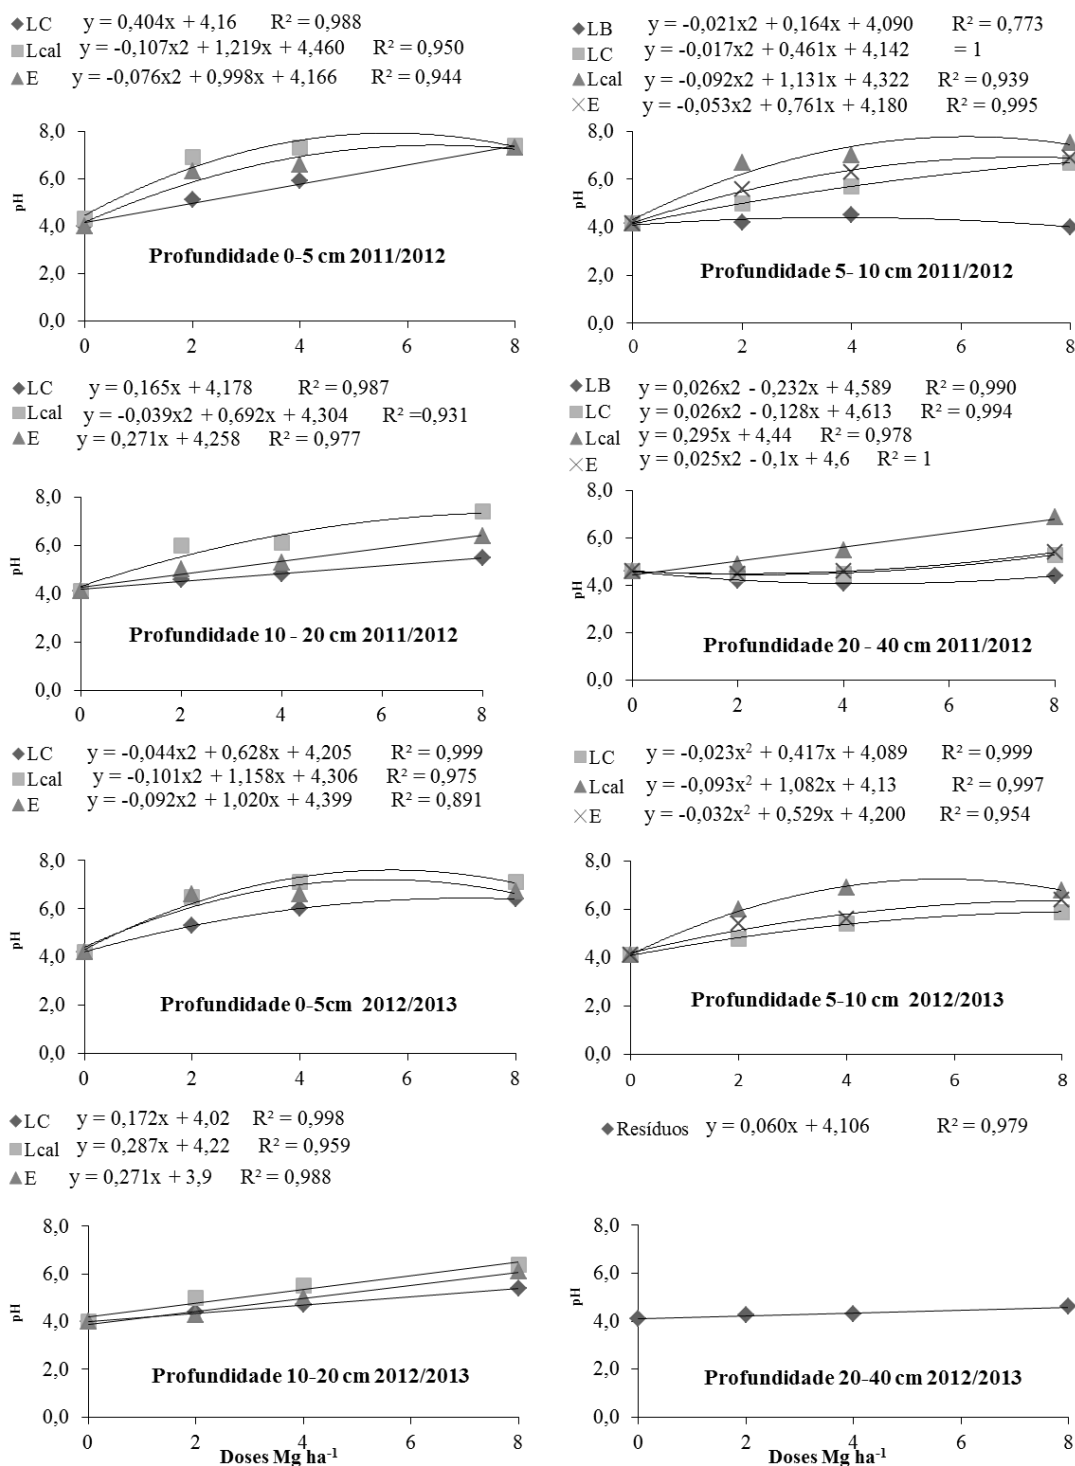 LC y = 0,404x + 4,16 R² = 0,988
Lcal y = -0,107x2 + 1,219x + 4,460 R² = 0,950
E y = -0,076x2 + 0,998x + 4,166 R² = 0,944
8,0
6,0
4,0
2,0
0,0
pH
Profundidade 0-5 cm 2011/2012
0 2 4 6 8
LB y = -0,021x2 + 0,164x + 4,090 R² = 0,773
LC y = -0,017x2 + 0,461x + 4,142 = 1
Lcal y = -0,092x2 + 1,131x + 4,322 R² = 0,939
E y = -0,053x2 + 0,761x + 4,180 R² = 0,995
8,0
6,0
4,0
2,0
0,0
pH
Profundidade 5- 10 cm 2011/2012
0 2 4 6 8
LC y = 0,165x + 4,178 R² = 0,987
Lcal y = -0,039x2 + 0,692x + 4,304 R² =0,931
E y = 0,271x + 4,258 R² = 0,977
8,0
6,0
4,0
2,0
0,0
pH
Profundidade 10 - 20 cm 2011/2012
0 2 4 6 8
LB y = 0,026x2 - 0,232x + 4,589 R² = 0,990
LC y = 0,026x2 - 0,128x + 4,613 R² = 0,994
Lcal y = 0,295x + 4,44 R² = 0,978
E y = 0,025x2 - 0,1x + 4,6 R² = 1
8,0
6,0
4,0
2,0
0,0
pH
Profundidade 20 - 40 cm 2011/2012
0 2 4 6 8
LC y = -0,044x2 + 0,628x + 4,205 R² = 0,999
Lcal y = -0,101x2 + 1,158x + 4,306 R² = 0,975
E y = -0,092x2 + 1,020x + 4,399 R² = 0,891
8,0
6,0
4,0
2,0
0,0
pH
Profundidade 0-5cm 2012/2013
0 2 4 6 8
LC y = -0,023x² + 0,417x + 4,089 R² = 0,999
Lcal y = -0,093x² + 1,082x + 4,13 R² = 0,997
E y = -0,032x² + 0,529x + 4,200 R² = 0,954
8,0
6,0
4,0
2,0
0,0
pH
Profundidade 5-10 cm 2012/2013
0 2 4 6 8
LC y = 0,172x + 4,02 R² = 0,998
Lcal y = 0,287x + 4,22 R² = 0,959
E y = 0,271x + 3,9 R² = 0,988
8,0
6,0
4,0
2,0
0,0
pH
Profundidade 10-20 cm 2012/2013
0 2 4 6 8
Doses Mg ha⁻¹
Resíduos y = 0,060x + 4,106 R² = 0,979
8,0
6,0
4,0
2,0
0,0
pH
Profundidade 20-40 cm 2012/2013
0 2 4 6 8
Doses Mg ha⁻¹